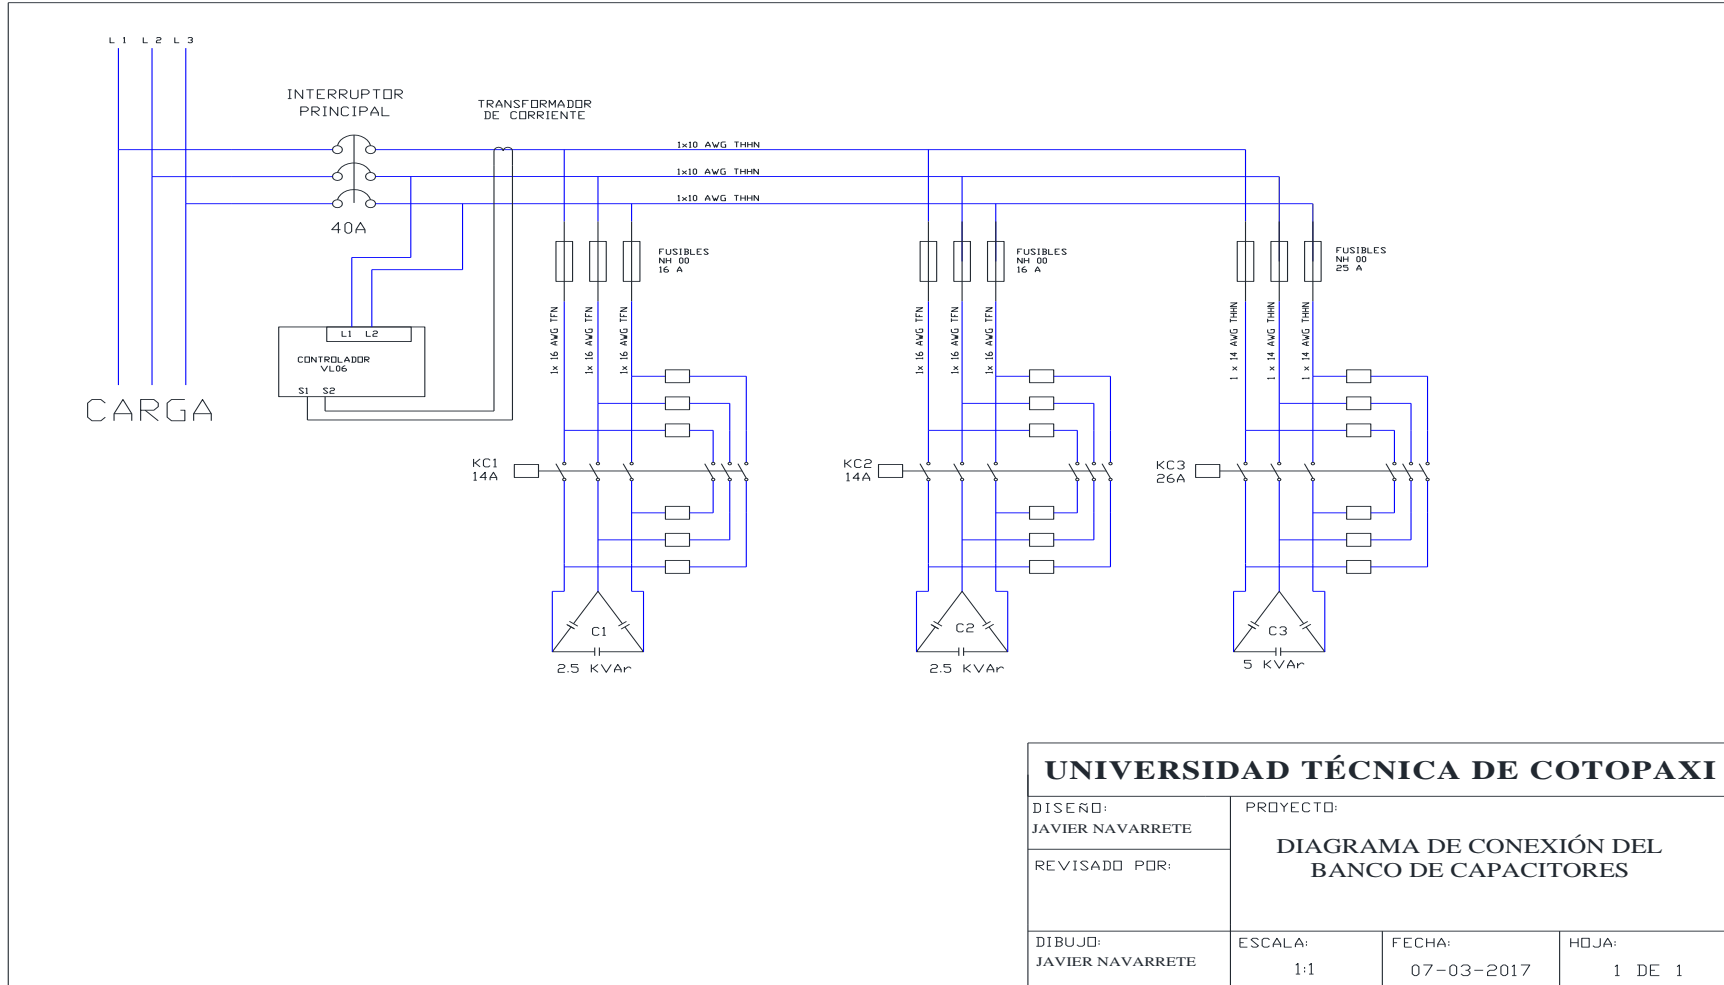 L 1 L 2 L 3
INTERRUPTOR
PRINCIPAL
TRANSFORMADOR
DE CORRIENTE
1x10 AWG THHN
1x10 AWG THHN
1x10 AWG THHN
40A
FUSIBLES
NH 00
16 A
FUSIBLES
NH 00
16 A
FUSIBLES
NH 00
25 A
L1 L2
CONTROLADOR
VL06
S1 S2
CARGA
1x 16 AWG TFN
1x 16 AWG TFN
1x 16 AWG TFN
1x 16 AWG TFN
1x 16 AWG TFN
1x 16 AWG TFN
1 x 14 AWG THHN
1 x 14 AWG THHN
1 x 14 AWG THHN
KC1
14A
KC2
14A
KC3
26A
C1
2.5 KVAr
C2
2.5 KVAr
C3
5 KVAr
UNIVERSIDAD TÉCNICA DE COTOPAXI
DISEÑO:
JAVIER NAVARRETE
PROYECTO:
DIAGRAMA DE CONEXIÓN DEL
BANCO DE CAPACITORES
REVISADO POR:
DIBUJO:
JAVIER NAVARRETE
ESCALA:
1:1
FECHA:
07-03-2017
HOJA:
1 DE 1